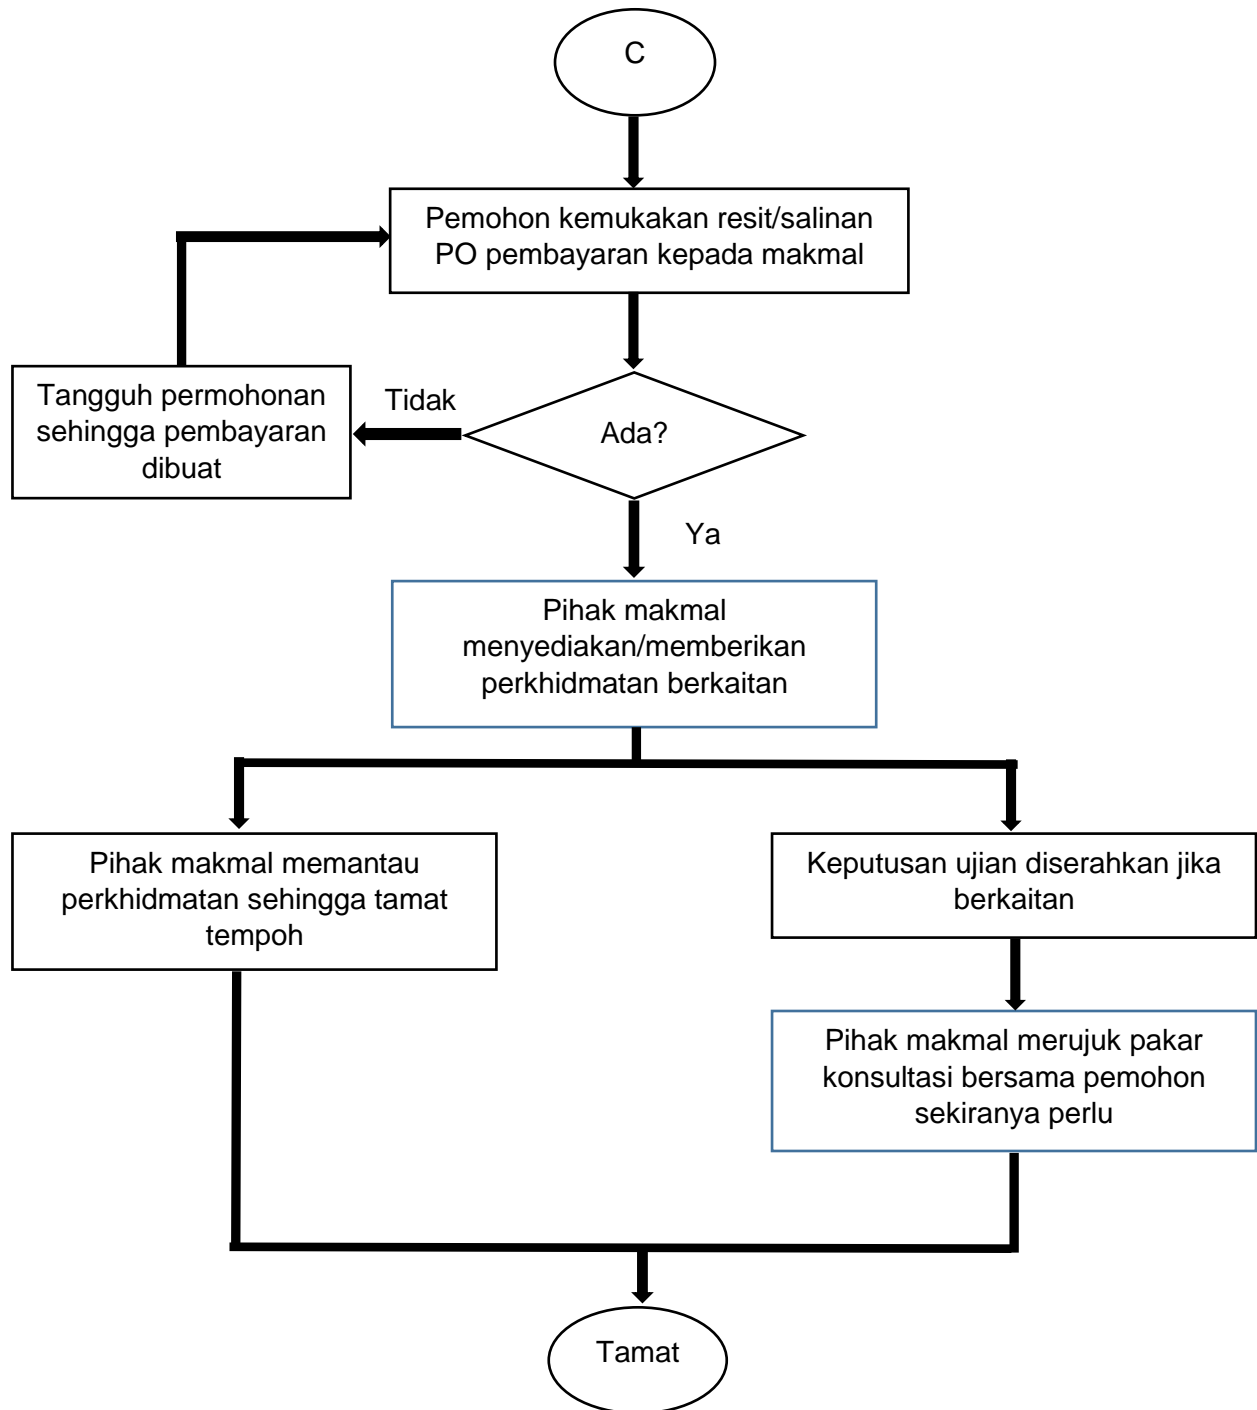 C
Pemohon kemukakan resit/salinan
PO pembayaran kepada makmal
Tangguh permohonan
sehingga pembayaran
dibuat
Tidak
Ada?
Ya
Pihak makmal
menyediakan/memberikan
perkhidmatan berkaitan
Pihak makmal memantau
perkhidmatan sehingga tamat
tempoh
Keputusan ujian diserahkan jika
berkaitan
Pihak makmal merujuk pakar
konsultasi bersama pemohon
sekiranya perlu
Tamat